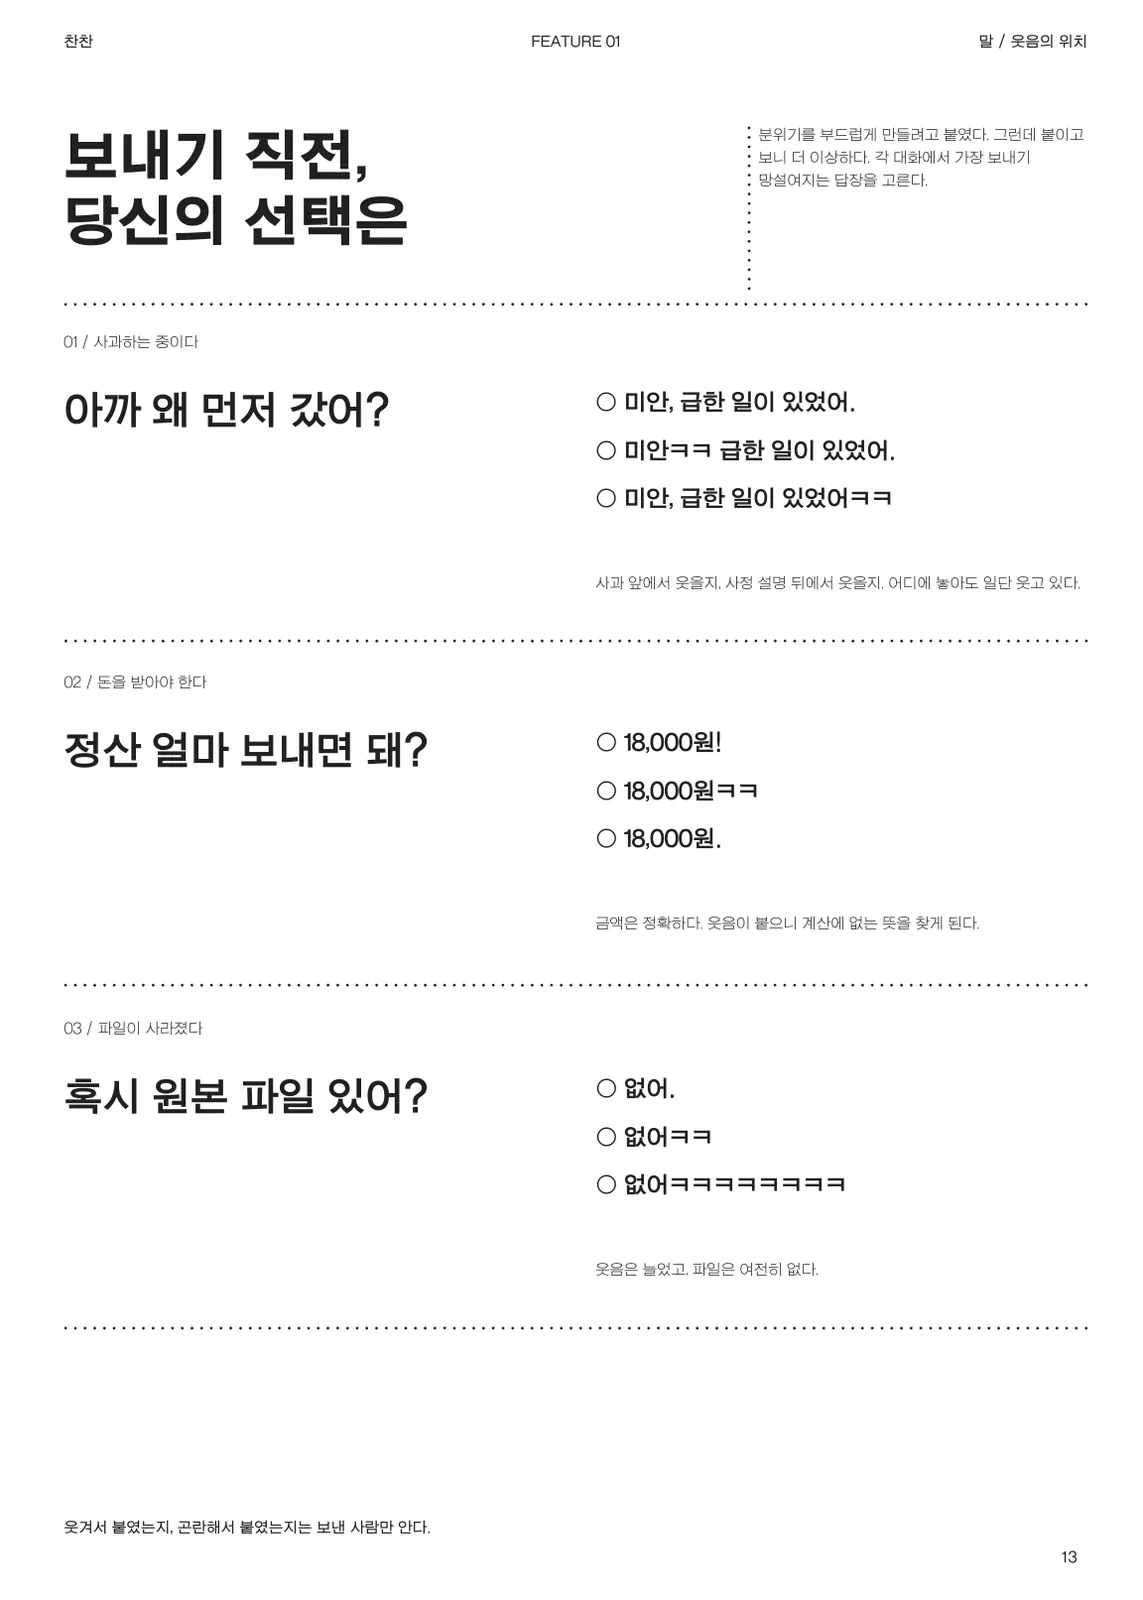 찬찬
FEATURE 01
말 / 웃음의 위치
보내기 직전,
당신의 선택은
분위기를 부드럽게 만들려고 붙였다. 그런데 붙이고
보니 더 이상하다. 각 대화에서 가장 보내기
망설여지는 답장을 고른다.
01 / 사과하는 중이다
아까 왜 먼저 갔어?
○ 미안, 급한 일이 있었어.
○ 미안ㅋㅋ 급한 일이 있었어.
○ 미안, 급한 일이 있었어ㅋㅋ
사과 앞에서 웃을지, 사정 설명 뒤에서 웃을지. 어디에 놓아도 일단 웃고 있다.
02 / 돈을 받아야 한다
정산 얼마 보내면 돼?
○ 18,000원!
○ 18,000원ㅋㅋ
○ 18,000원.
금액은 정확하다. 웃음이 붙으니 계산에 없는 뜻을 찾게 된다.
03 / 파일이 사라졌다
혹시 원본 파일 있어?
○ 없어.
○ 없어ㅋㅋ
○ 없어ㅋㅋㅋㅋㅋㅋㅋㅋ
웃음은 늘었고, 파일은 여전히 없다.
웃겨서 붙였는지, 곤란해서 붙였는지는 보낸 사람만 안다.
13